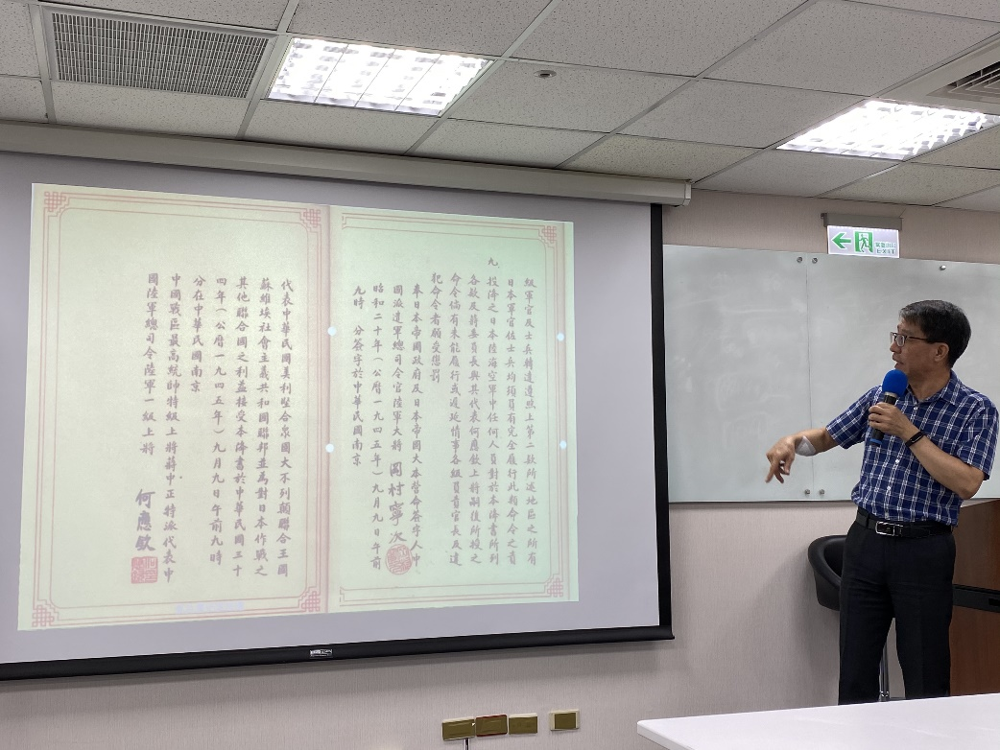 級軍官及士兵轉達遵照上第二款所述地區之所有
日本軍官佐士兵均須負有完全履行此類命令之責
九、投降之日本陸海空軍中任何人員對於本降書所列
各款及蔣委員長與其代表何應欽上將嗣後所授之
命令倘有未能履行或遲延情事各級負責官長及違
犯命令者願受懲罰
奉日本帝國政府及日本帝國大本營命簽字人中
國派遣軍總司令官陸軍大將 岡村寧次
昭和二十年(公曆一九四五年)九月九日午前
九時 分簽字於中華民國南京
代表中華民國美利堅合衆國大不列顛聯合王國
蘇維埃社會主義共和國聯邦並為對日本作戰之
其他聯合國之利益接受本降書於中華民國三十
四年(公曆一九四五年)九月九日午前九時
分在中華民國南京
中國戰區最高統帥特級上將蔣中正特派代表中
國陸軍總司令陸軍一級上將
何應欽
緊急出口
EXIT